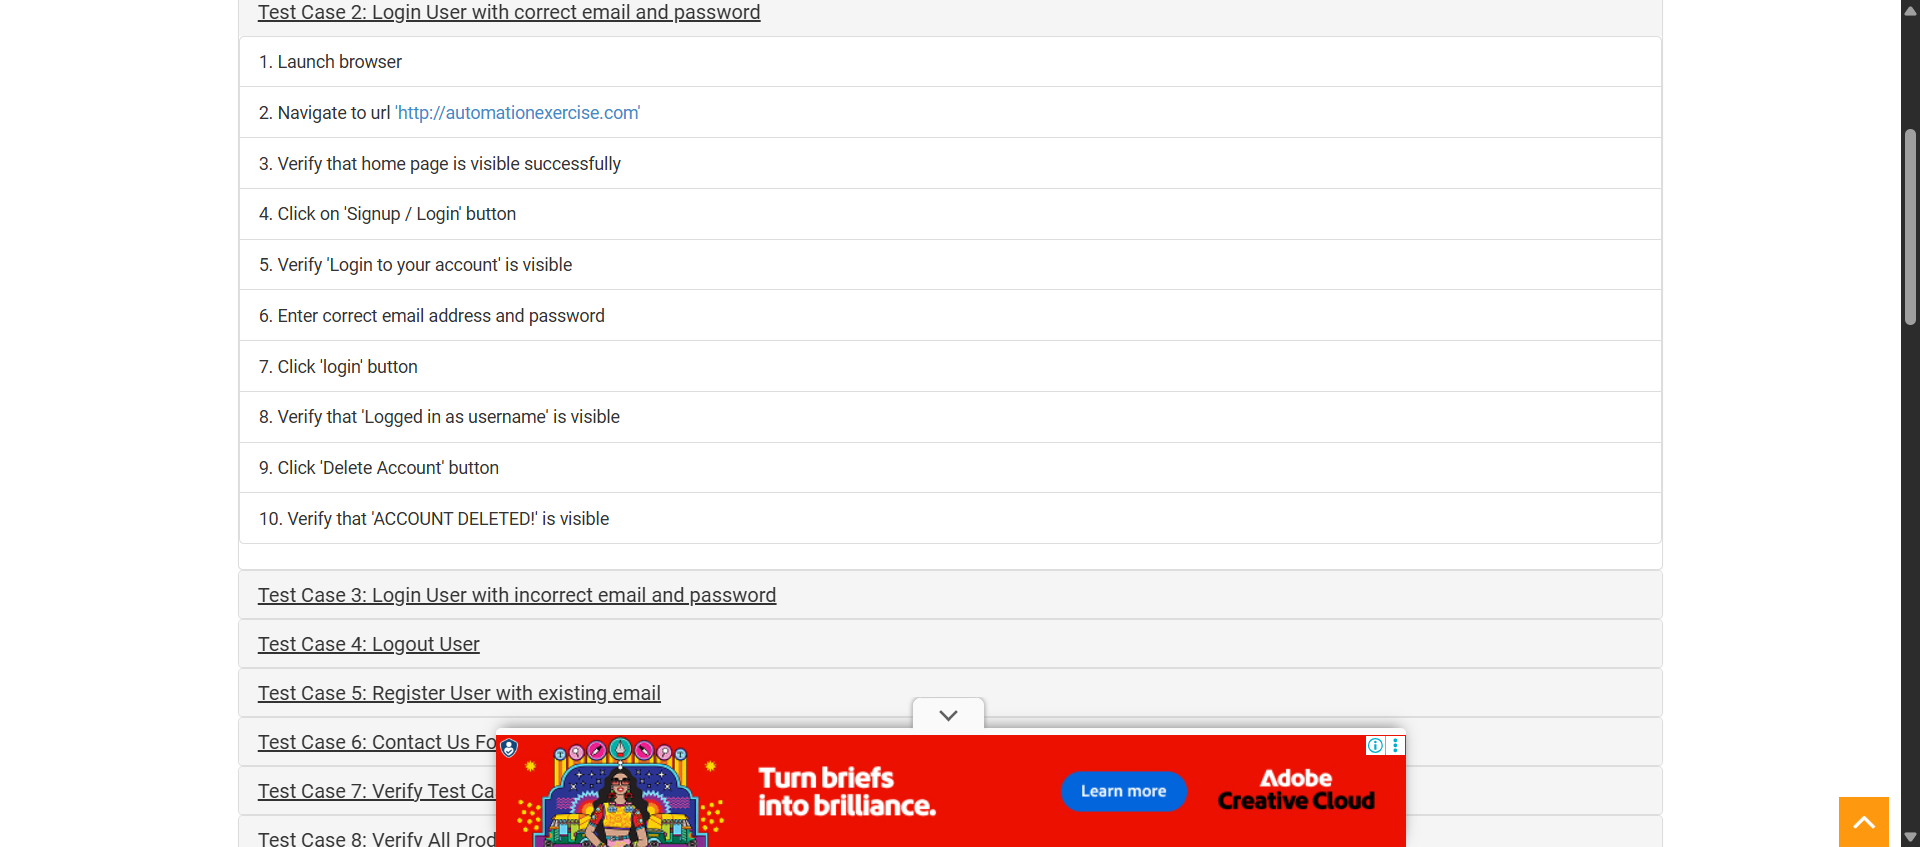 Test Case 2: Login User with correct email and password
1. Launch browser
2. Navigate to url 'http://automationexercise.com'
3. Verify that home page is visible successfully
4. Click on 'Signup / Login' button
5. Verify 'Login to your account' is visible
6. Enter correct email address and password
7. Click 'login' button
8. Verify that 'Logged in as username' is visible
9. Click 'Delete Account' button
10. Verify that 'ACCOUNT DELETED!' is visible
Test Case 3: Login User with incorrect email and password
Test Case 4: Logout User
Test Case 5: Register User with existing email
Test Case 6: Contact Us Fo
Test Case 7: Verify Test Ca
Test Case 8: Verify All Prod
Turn briefs
into brilliance.
Learn more
Adobe
Creative Cloud